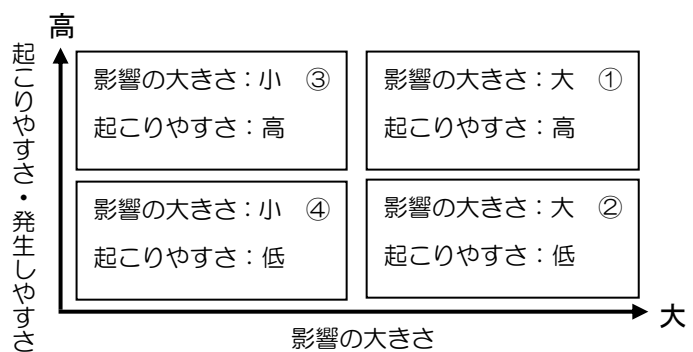 高
起こりやすさ・発生しやすさ
影響の大きさ：小　③
起こりやすさ：高
影響の大きさ：大　①
起こりやすさ：高
影響の大きさ：小　④
起こりやすさ：低
影響の大きさ：大　②
起こりやすさ：低
大
影響の大きさ